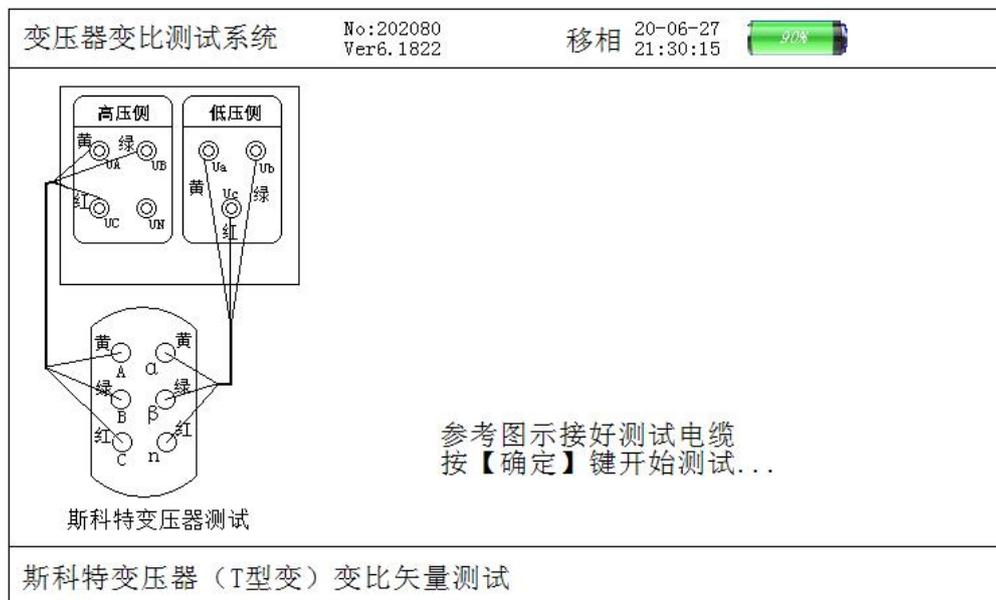 变压器变比测试系统
No:202080
Ver6.1822
移相
20-06-27
21:30:15
90%
高压侧
低压侧
黄
绿
UA
UB
红
UC
UN
Ua
Ub
黄
Uc
绿
红
黄
A
α
黄
绿
B
β
绿
红
C
n
红
斯科特变压器测试
参考图示接好测试电缆
按【确定】键开始测试...
斯科特变压器（T型变）变比矢量测试